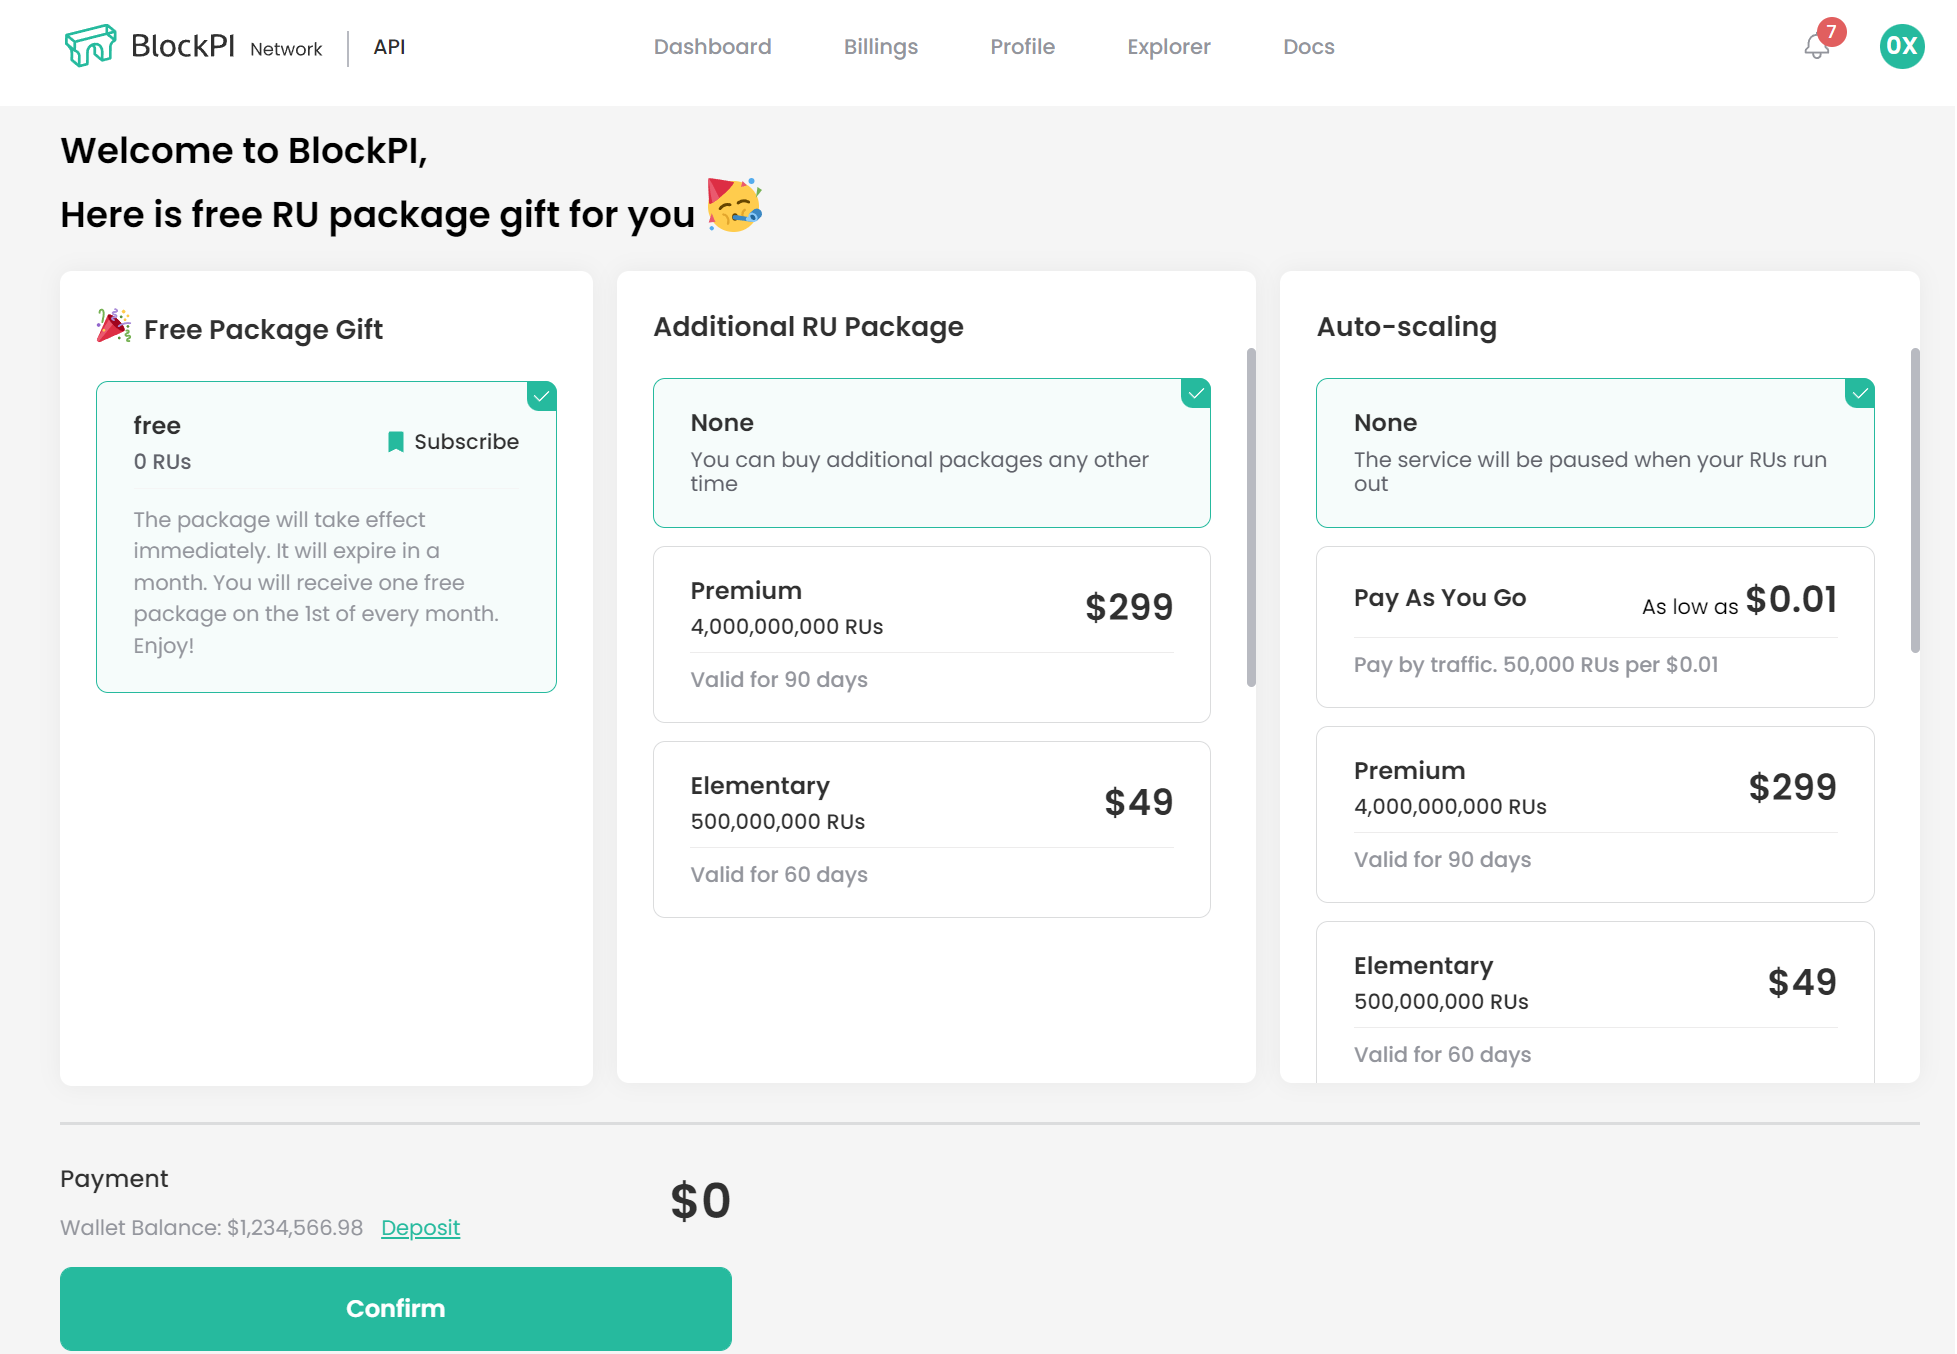 BlockPI Network API
Dashboard Billings Profile Explorer Docs
7
0X
Welcome to BlockPI,
Here is free RU package gift for you
Free Package Gift
free
0 RUs
Subscribe
The package will take effect
immediately. It will expire in a
month. You will receive one free
package on the 1st of every month.
Enjoy!
Additional RU Package
None
You can buy additional packages any other
time
Premium
4,000,000,000 RUs
$299
Valid for 90 days
Elementary
500,000,000 RUs
$49
Valid for 60 days
Auto-scaling
None
The service will be paused when your RUs run
out
Pay As You Go
As low as $0.01
Pay by traffic. 50,000 RUs per $0.01
Premium
4,000,000,000 RUs
$299
Valid for 90 days
Elementary
500,000,000 RUs
$49
Valid for 60 days
Payment
$0
Wallet Balance: $1,234,566.98 Deposit
Confirm